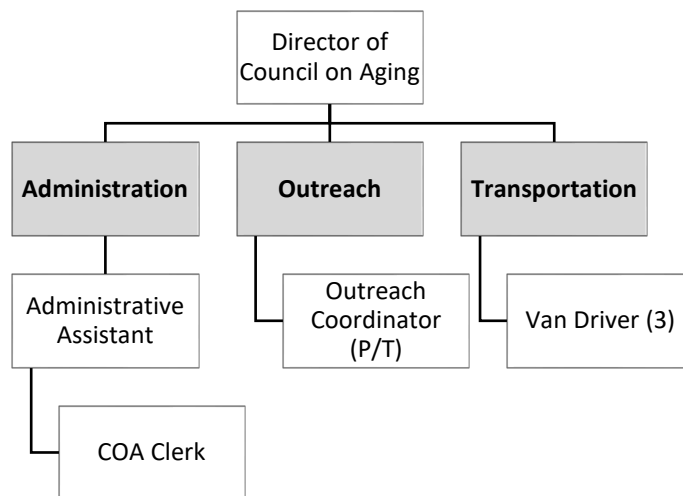 Director of
Council on Aging
Administration
Outreach
Transportation
Administrative
Assistant
Outreach
Coordinator
(P/T)
Van Driver (3)
COA Clerk